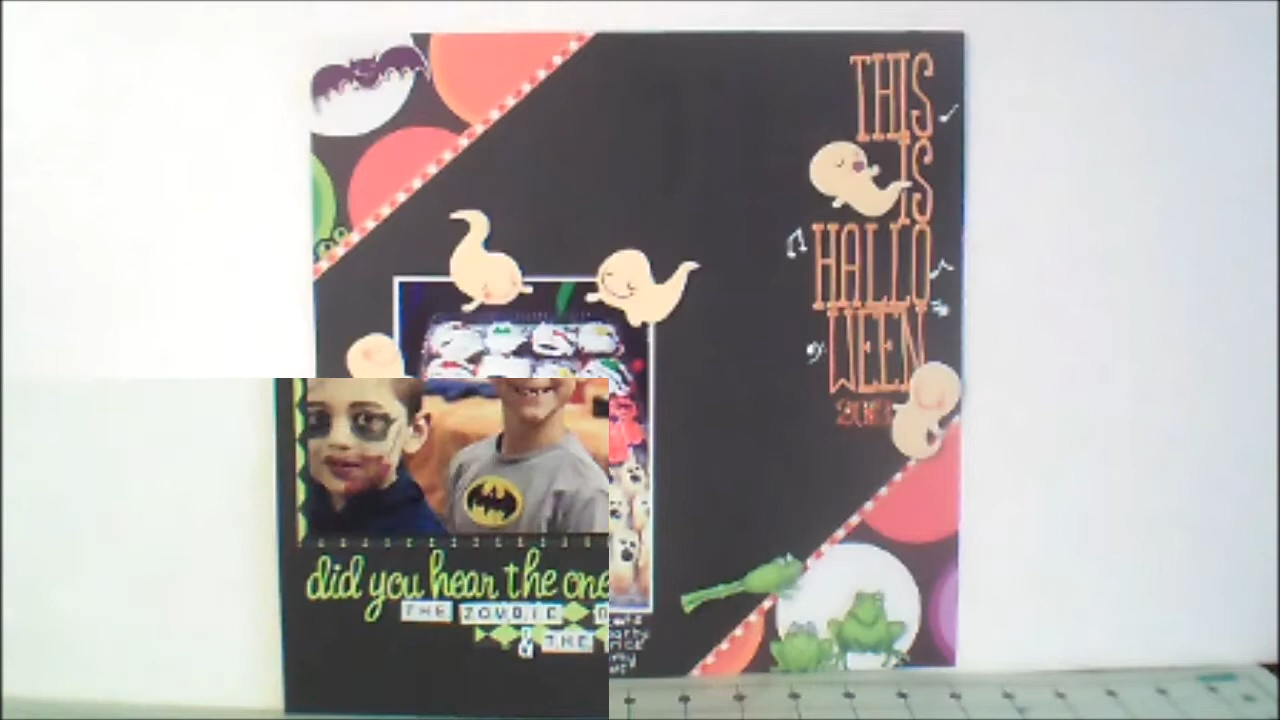 THIS
IS
HALLO
WEEN
did you hear the one
THE ZOMBIE
& THE